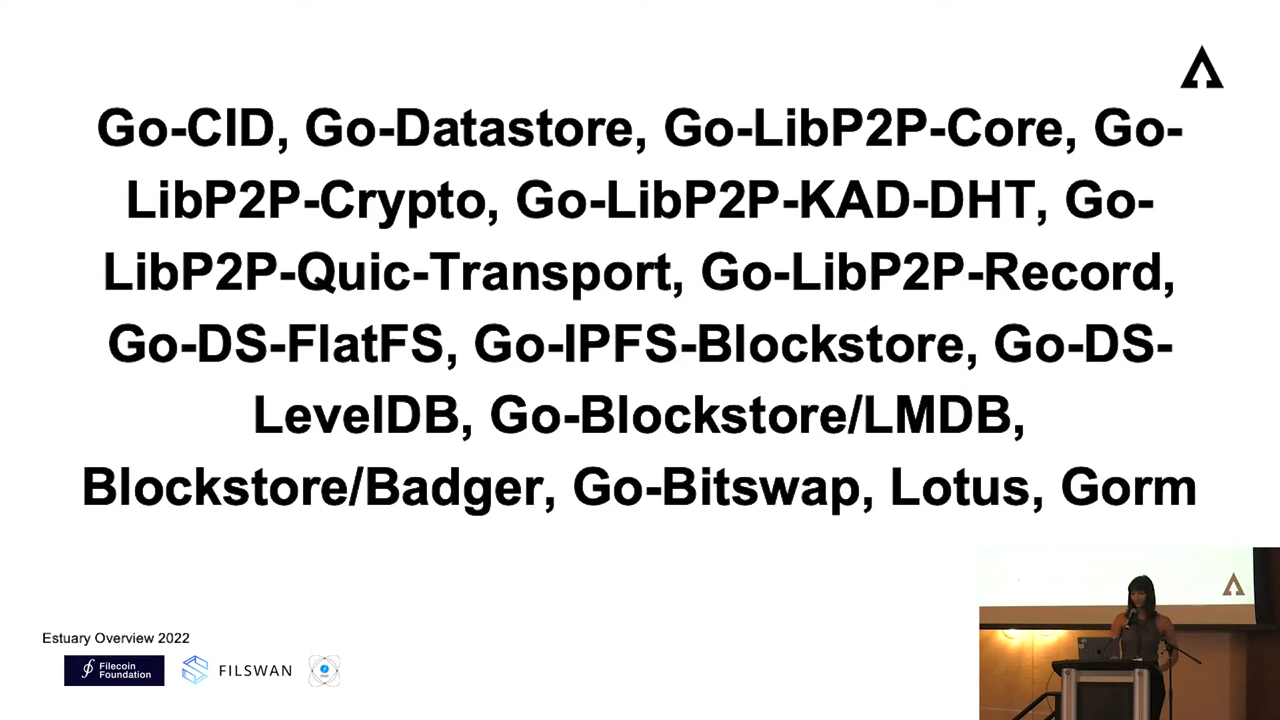 Go-CID, Go-Datastore, Go-LibP2P-Core, Go-
LibP2P-Crypto, Go-LibP2P-KAD-DHT, Go-
LibP2P-Quic-Transport, Go-LibP2P-Record,
Go-DS-FlatFS, Go-IPFS-Blockstore, Go-DS-
LevelDB, Go-Blockstore/LMDB,
Blockstore/Badger, Go-Bitswap, Lotus, Gorm
Estuary Overview 2022
Filecoin
Foundation
FILSWAN